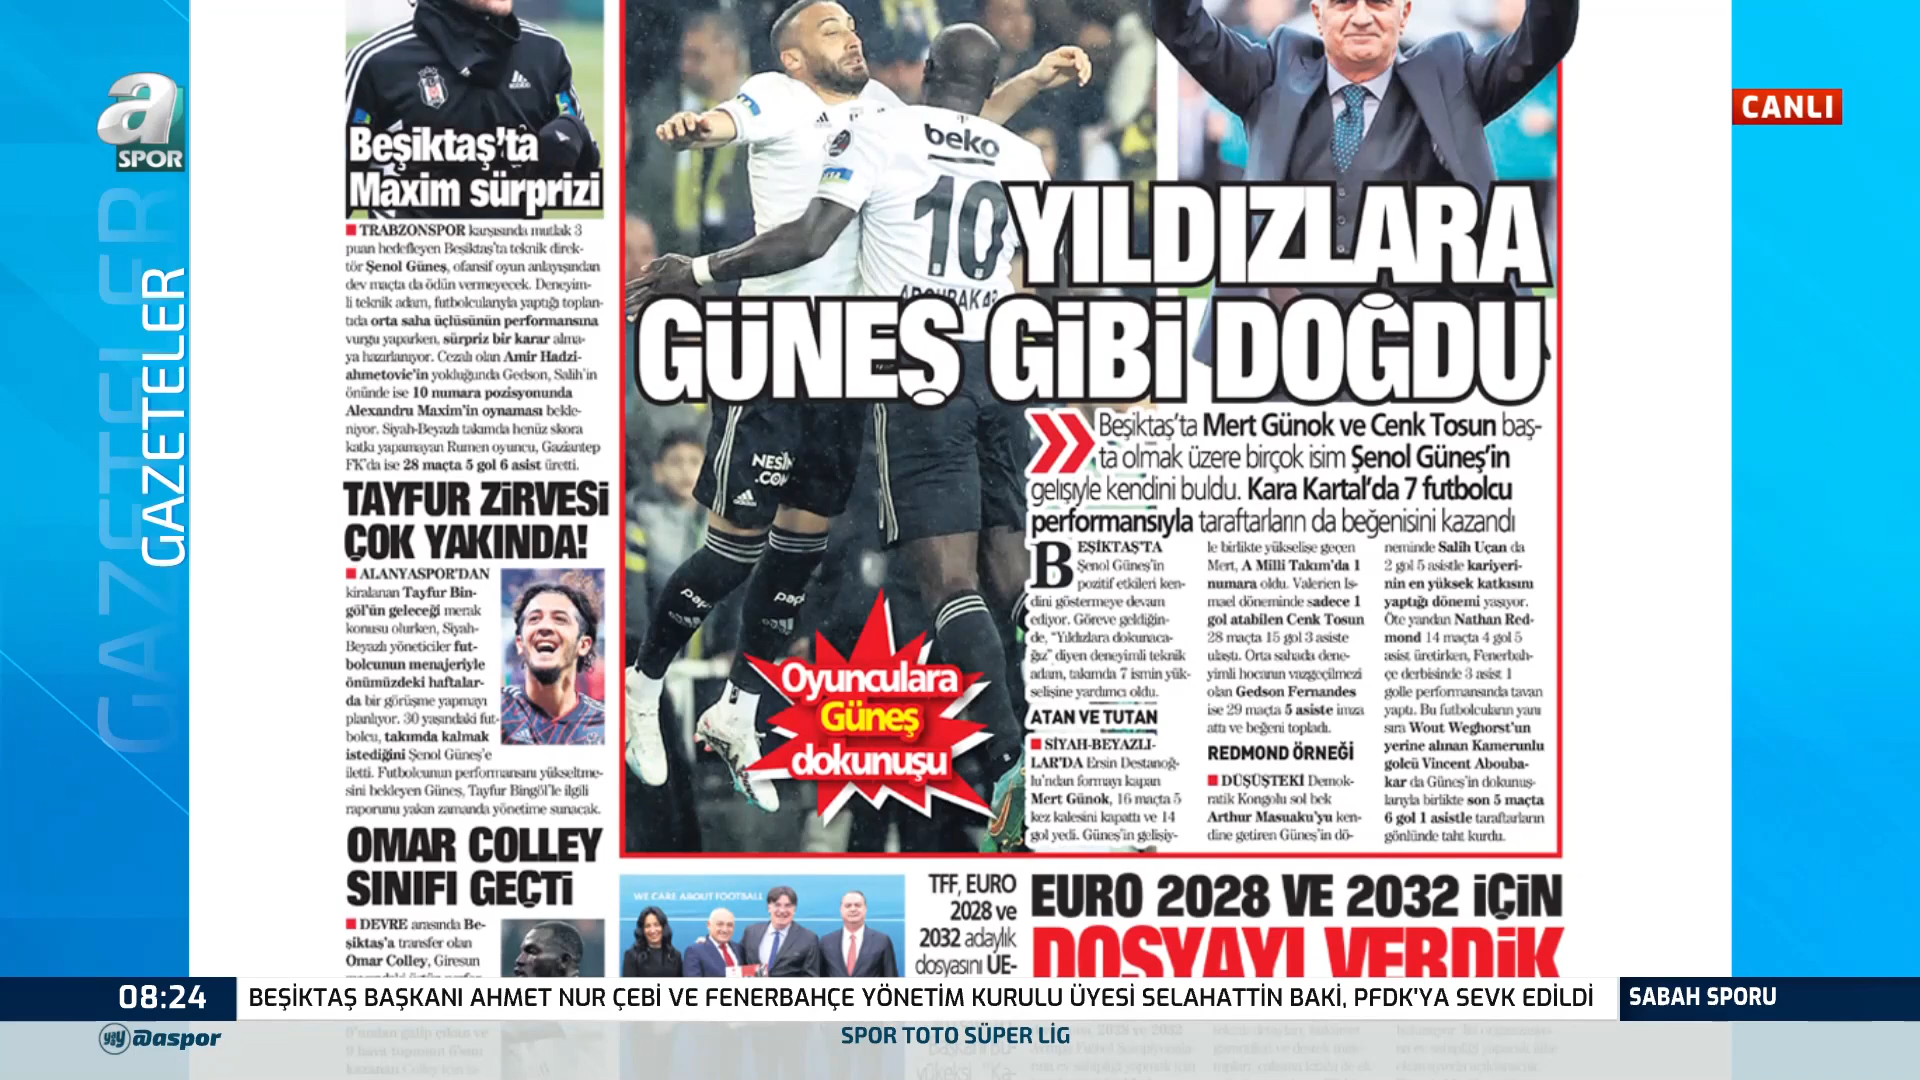 a
SPOR
GAZETELER
GAZETELER
CANLI
Beşiktaş'ta
Maxim sürprizi
TRABZONSPOR karşısında mutlak 3
puan hedefleyen Beşiktaş'ta teknik direk-
tör Şenol Güneş, ofansif oyun anlayışından
dev maçta da ödün vermeyecek. Deneyim-
li teknik adam, futbolcularıyla yaptığı toplan-
tıda orta saha üçlüsünün performansına
vurgu yaparken, sürpriz bir karar alma-
ya hazırlanıyor. Cezalı olan Amir Hadzi-
ahmetovic'in yokluğunda Gedson, Salih'in
önünde ise 10 numara pozisyonunda
Alexandru Maxim'in oynaması bekle-
niyor. Siyah-Beyazlı takımda henüz skora
katkı yapamayan Rumen oyuncu, Gaziantep
FK'da ise 28 maçta 5 gol 6 asist üretti.
TAYFUR ZİRVESİ
ÇOK YAKINDA!
ALANYASPOR'DAN
kiralanan Tayfur Bin-
göl'ün geleceği merak
konusu olurken, Siyah-
Beyazlı yöneticiler fut-
bolcunun menajeriyle
önümüzdeki haftalar-
da bir görüşme yapmayı
planlıyor. 30 yaşındaki fut-
bolcu, takımda kalmak
istediğini Şenol Güneş'e
iletti. Futbolcunun performansını yükseltme-
sini bekleyen Güneş, Tayfur Bingöl'le ilgili
raporunu yakın zamanda yönetime sunacak.
OMAR COLLEY
SINIFI GEÇTİ
DEVRE arasında Be-
şiktaş'a transfer olan
Omar Colley, Giresun
beko
10
ABOUBAKAR
NESİNE
.COM
papa
papa
YILDIZLARA
GÜNEŞ GİBİ DOĞDU
Beşiktaş'ta Mert Günok ve Cenk Tosun baş-
ta olmak üzere birçok isim Şenol Güneş'in
gelişiyle kendini buldu. Kara Kartal'da 7 futbolcu
performansıyla taraftarların da beğenisini kazandı
Oyunculara
Güneş
dokunuşu
BEŞİKTAŞ'TA
Şenol Güneş'in
pozitif etkileri ken-
dini göstermeye devam
ediyor. Göreve geldiğin-
de, "Yıldızlara dokunaca-
ğız" diyen deneyimli teknik
adam, takımda 7 ismin yük-
selişine yardımcı oldu.
ATAN VE TUTAN
SİYAH-BEYAZLI-
LAR'DA Ersin Destanoğ-
lu'ndan formayı kapan
Mert Günok, 16 maçta 5
kez kalesini kapattı ve 14
gol yedi. Güneş'in gelişiy-
le birlikte yükselişe geçen
Mert, A Milli Takım'da 1
numara oldu. Valerien Is-
mael döneminde sadece 1
gol atabilen Cenk Tosun
28 maçta 15 gol 3 asiste
ulaştı. Orta sahada dene-
yimli hocanın vazgeçilmezi
olan Gedson Fernandes
ise 29 maçta 5 asiste imza
attı ve beğeni topladı.
REDMOND ÖRNEĞİ
DÜŞÜŞTEKİ Demok-
ratik Kongolu sol bek
Arthur Masuaku'yu ken-
dine getiren Güneş'in dö-
neminde Salih Uçan da
2 gol 5 asistle kariyeri-
nin en yüksek katkısını
yaptığı dönemi yaşıyor.
Öte yandan Nathan Red-
mond 14 maçta 4 gol 5
asist üretirken, Fenerbah-
çe derbisinde 3 asist 1
golle performansında tavan
yaptı. Bu futbolcuların yanı
sıra Wout Weghorst'un
yerine alınan Kamerunlu
golcü Vincent Abouba-
kar da Güneş'in dokunuş-
larıyla birlikte son 5 maçta
6 gol 1 asistle taraftarların
gönlünde taht kurdu.
WE CARE ABOUT FOOTBALL
TFF, EURO
2028 ve
2032 adaylık
dosyasını UE-
EURO 2028 VE 2032 İÇİN
DOSYAYI VERDİK
08:24
BEŞİKTAŞ BAŞKANI AHMET NUR ÇEBİ VE FENERBAHÇE YÖNETİM KURULU ÜYESİ SELAHATTİN BAKİ, PFDK'YA SEVK EDİLDİ
SABAH SPORU
aspor
SPOR TOTO SÜPER LİG